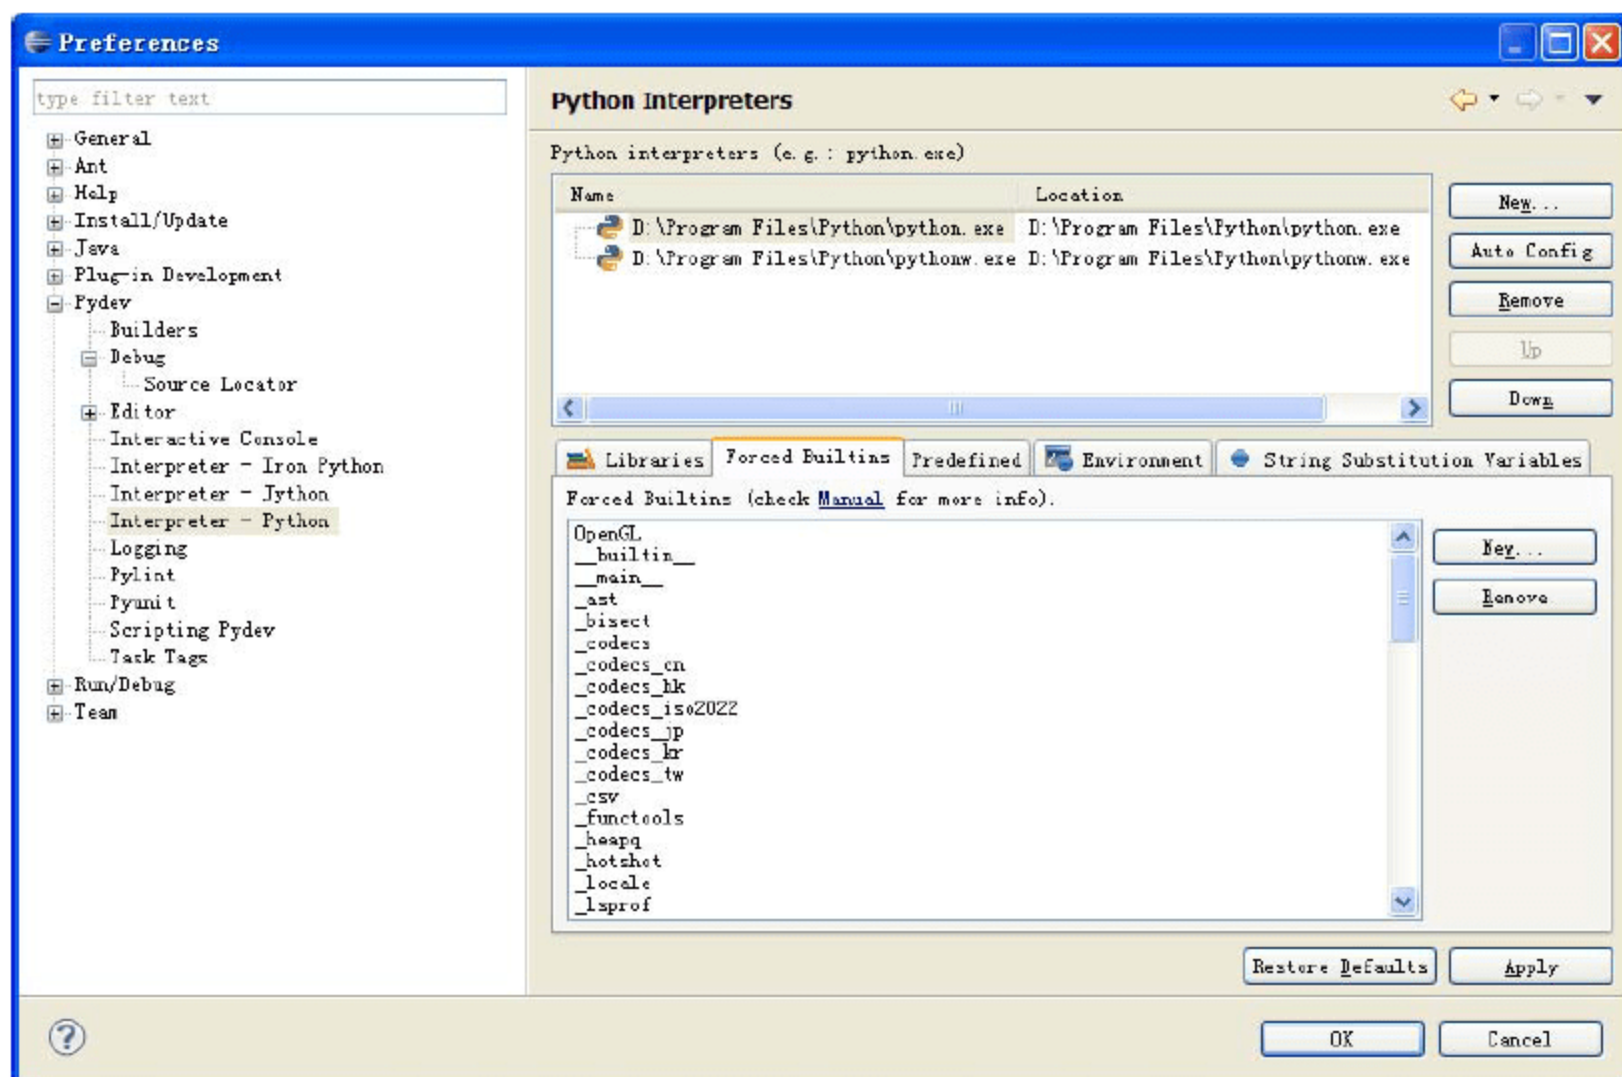 Preferences
type filter text
General
Ant
Help
Install/Update
Java
Plug-in Development
Pydev
Builders
Debug
Source Locator
Editor
Interactive Console
Interpreter - Iron Python
Interpreter - Jython
Interpreter - Python
Logging
Pylint
Pyunit
Scripting Pydev
Task Tags
Run/Debug
Team
Python Interpreters
Python interpreters (e.g.: python.exe)
Name Location
D:\Program Files\Python\python.exe D:\Program Files\Python\python.exe
D:\Program Files\Python\pythonw.exe D:\Program Files\Python\pythonw.exe
New...
Auto Config
Remove
Up
Down
Libraries Forced Builtins Predefined Environment String Substitution Variables
Forced Builtins (check Manual for more info).
OpenGL
__builtin__
__main__
_ast
_bisect
_codecs
_codecs_cn
_codecs_hk
_codecs_iso2022
_codecs_jp
_codecs_kr
_codecs_tw
_csv
_functools
_heapq
_hotshot
_locale
_lsprof
New...
Remove
Restore Defaults Apply
? OK Cancel